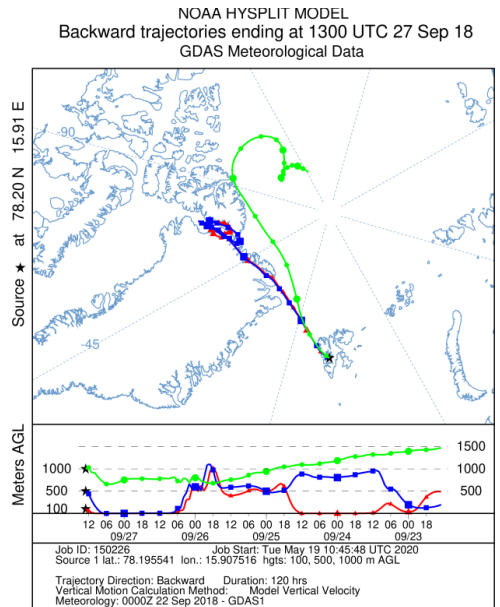 NOAA HYSPLIT MODEL
Backward trajectories ending at 1300 UTC 27 Sep 18
GDAS Meteorological Data
Source ★ at 78.20 N 15.91 E
-90
-45
Meters AGL
1500
1000 1000
500 500
100
12 06 00 18 12 06 00 18 12 06 00 18 12 06 00 18 12 06 00 18
09/27 09/26 09/25 09/24 09/23
Job ID: 150226 Job Start: Tue May 19 10:45:48 UTC 2020
Source 1 lat.: 78.195541 lon.: 15.907516 hgts: 100, 500, 1000 m AGL
Trajectory Direction: Backward Duration: 120 hrs
Vertical Motion Calculation Method: Model Vertical Velocity
Meteorology: 0000Z 22 Sep 2018 - GDAS1